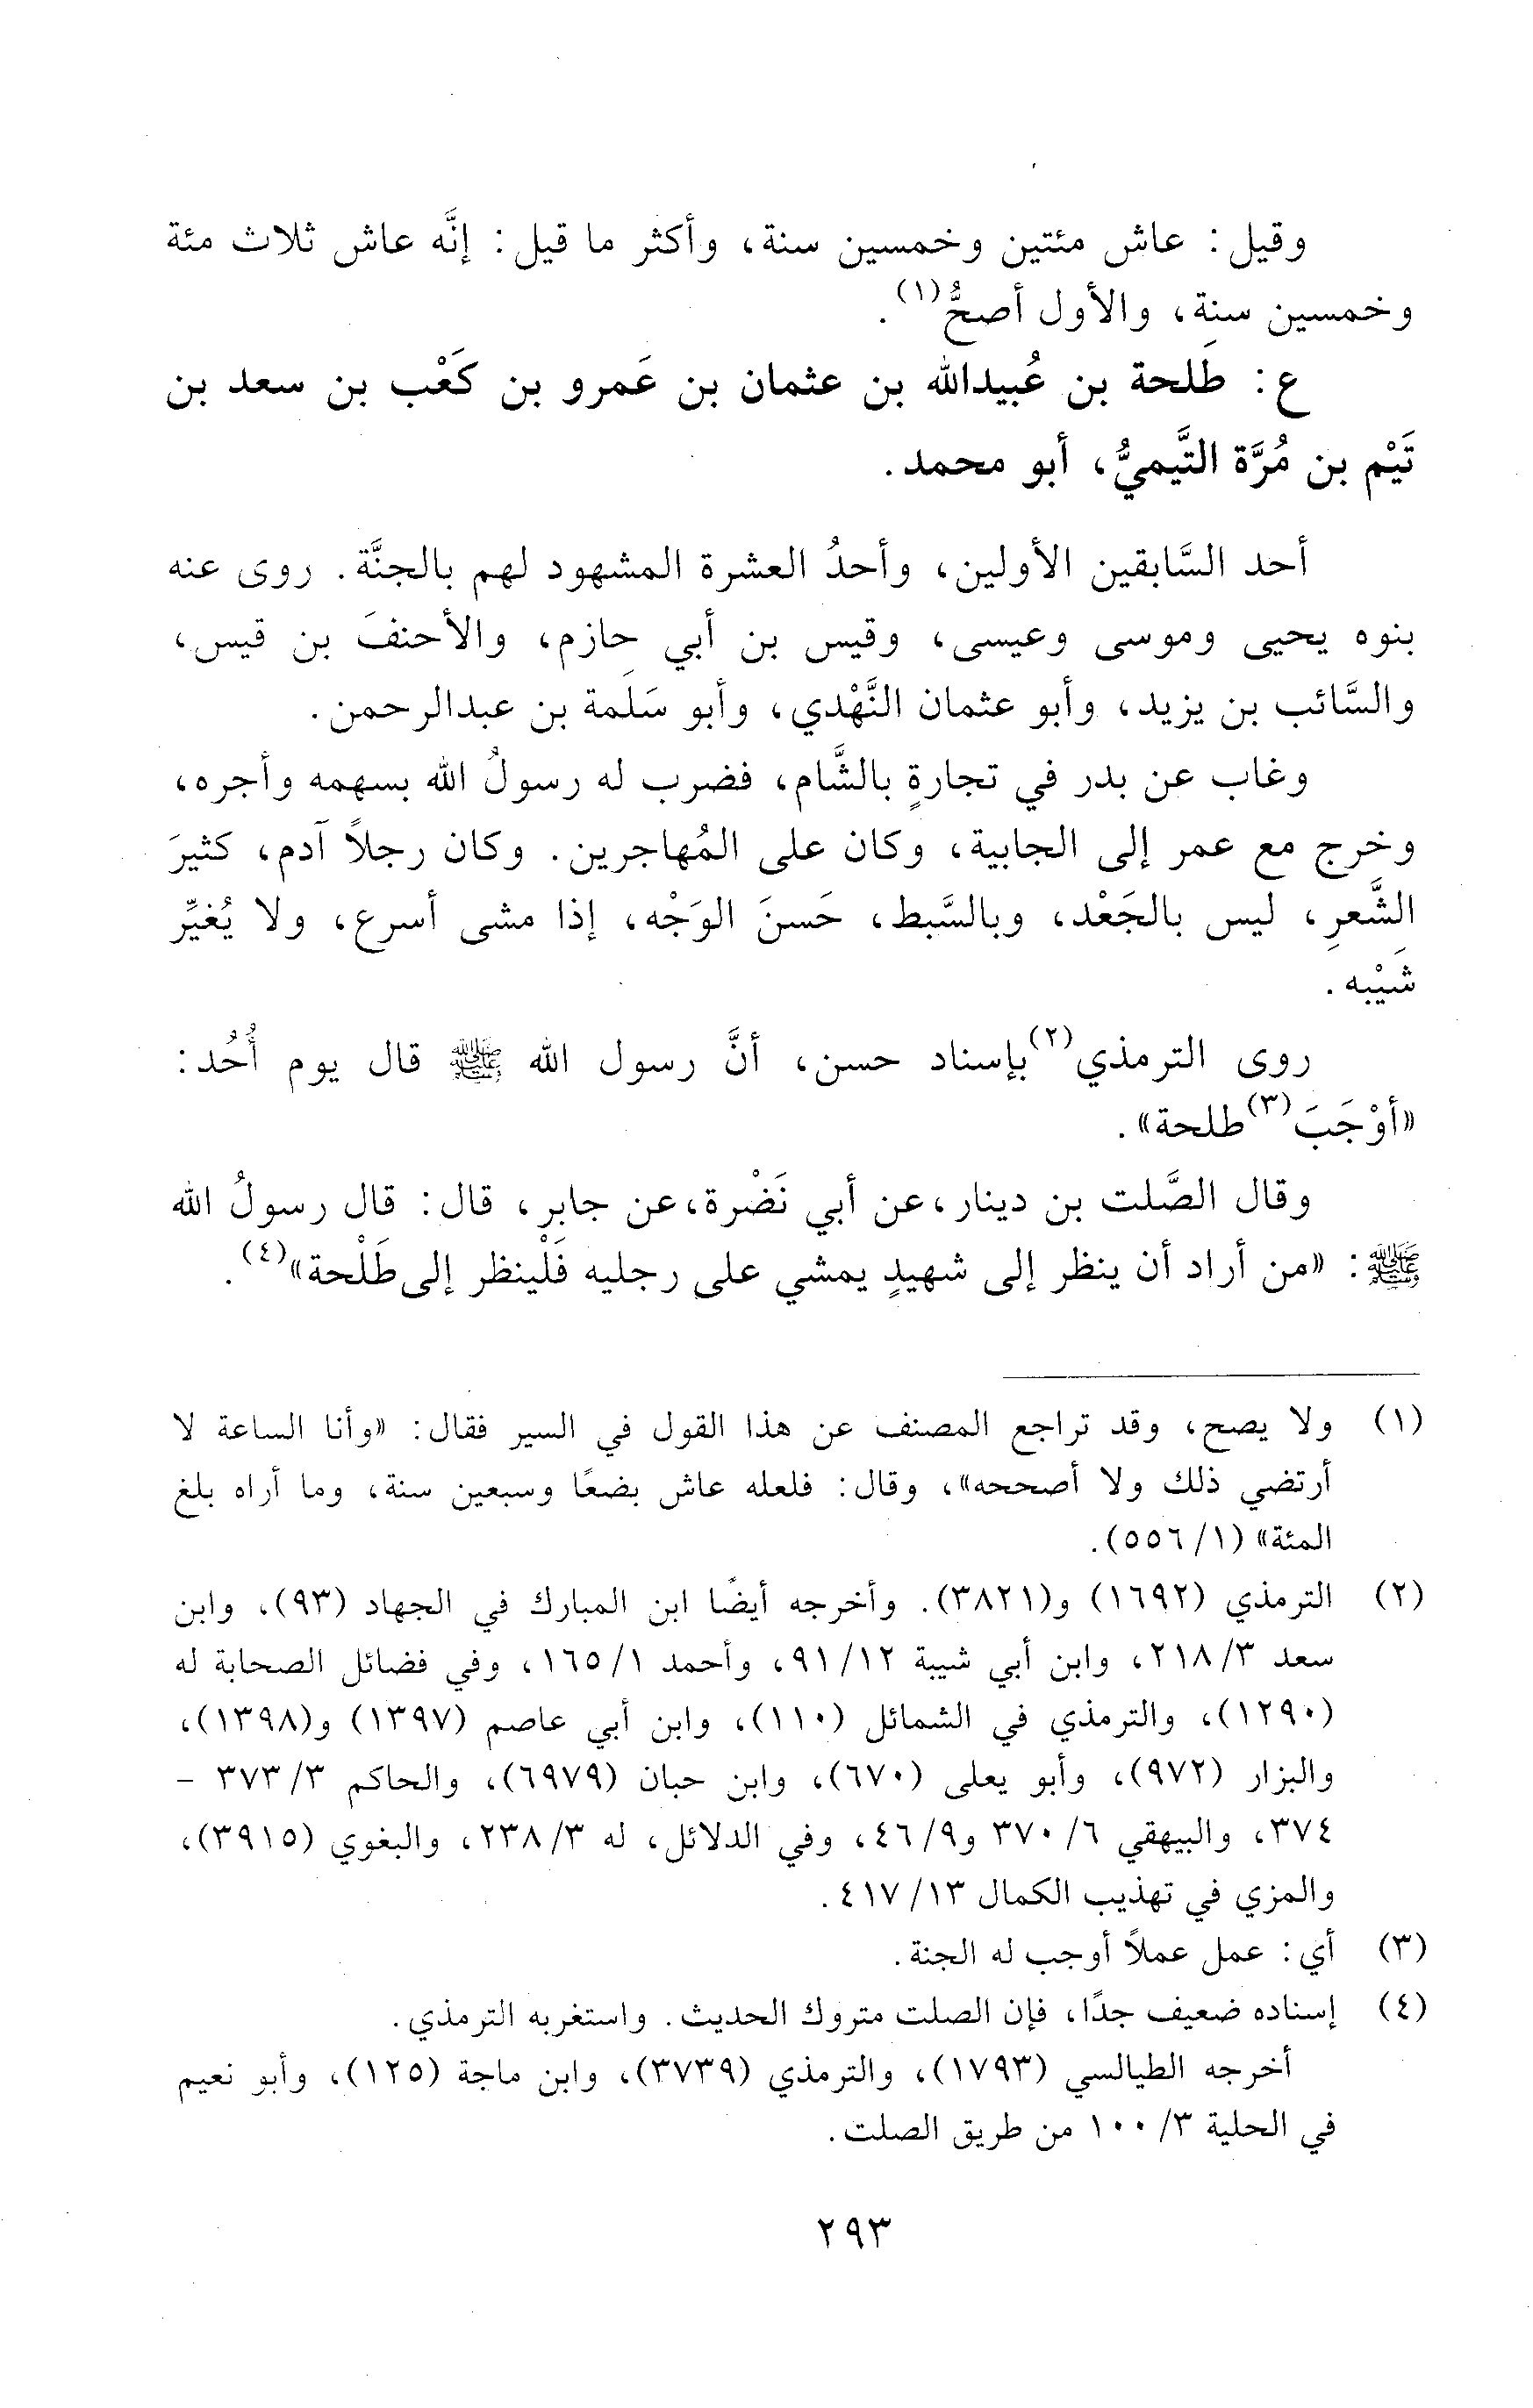 وقيل: عاش مئتين وخمسين سنة، وأكثر ما قيل: إنَّه عاش ثلاث مئة
وخمسين سنة، والأول أصحُّ(١).
ع: طَلحة بن عُبيدالله بن عثمان بن عَمرو بن كَعْب بن سعد بن
تَيْم بن مُرَّة التَّيميُّ، أبو محمد.
أحد السَّابقين الأولين، وأحدُ العشرة المشهود لهم بالجنَّة. روى عنه
بنوه يحيى وموسى وعيسى، وقيس بن أبي حازم، والأحنفَ بن قيس،
والسَّائب بن يزيد، وأبو عثمان النَّهْدي، وأبو سَلَمة بن عبدالرحمن.
وغاب عن بدر في تجارةٍ بالشَّام، فضرب له رسولُ الله بسهمه وأجره،
وخرج مع عمر إلى الجابية، وكان على المُهاجرين. وكان رجلاً آدم، كثيرَ
الشَّعرِ، ليس بالجَعْد، وبالسَّبط، حَسنَ الوَجْه، إذا مشى أسرع، ولا يُغيِّر
شَيْبه.
روى الترمذي(٢) بإسناد حسن، أنَّ رسول الله ﷺ قال يوم أُحُد:
«أوْجَبَ(٣) طلحة».
وقال الصَّلت بن دينار، عن أبي نَضْرة، عن جابر، قال: قال رسولُ الله
ﷺ: «من أراد أن ينظر إلى شهيدٍ يمشي على رجليه فَلْينظر إلى طَلْحة»(٤).
(١) ولا يصح، وقد تراجع المصنف عن هذا القول في السير فقال: «وأنا الساعة لا
أرتضي ذلك ولا أصححه»، وقال: فلعله عاش بضعًا وسبعين سنة، وما أراه بلغ
المئة» (١/ ٥٥٦).
(٢) الترمذي (١٦٩٢) و(٣٨٢١). وأخرجه أيضًا ابن المبارك في الجهاد (٩٣)، وابن
سعد ٣/ ٢١٨، وابن أبي شيبة ١٢/ ٩١، وأحمد ١/ ١٦٥، وفي فضائل الصحابة له
(١٢٩٠)، والترمذي في الشمائل (١١٠)، وابن أبي عاصم (١٣٩٧) و(١٣٩٨)،
والبزار (٩٧٢)، وأبو يعلى (٦٧٠)، وابن حبان (٦٩٧٩)، والحاكم ٣/ ٣٧٣ -
٣٧٤، والبيهقي ٦/ ٣٧٠ و٩/ ٤٦، وفي الدلائل، له ٣/ ٢٣٨، والبغوي (٣٩١٥)،
والمزي في تهذيب الكمال ١٣/ ٤١٧.
(٣) أي: عمل عملاً أوجب له الجنة.
(٤) إسناده ضعيف جدًا، فإن الصلت متروك الحديث. واستغربه الترمذي.
أخرجه الطيالسي (١٧٩٣)، والترمذي (٣٧٣٩)، وابن ماجة (١٢٥)، وأبو نعيم
في الحلية ٣/ ١٠٠ من طريق الصلت.
٢٩٣